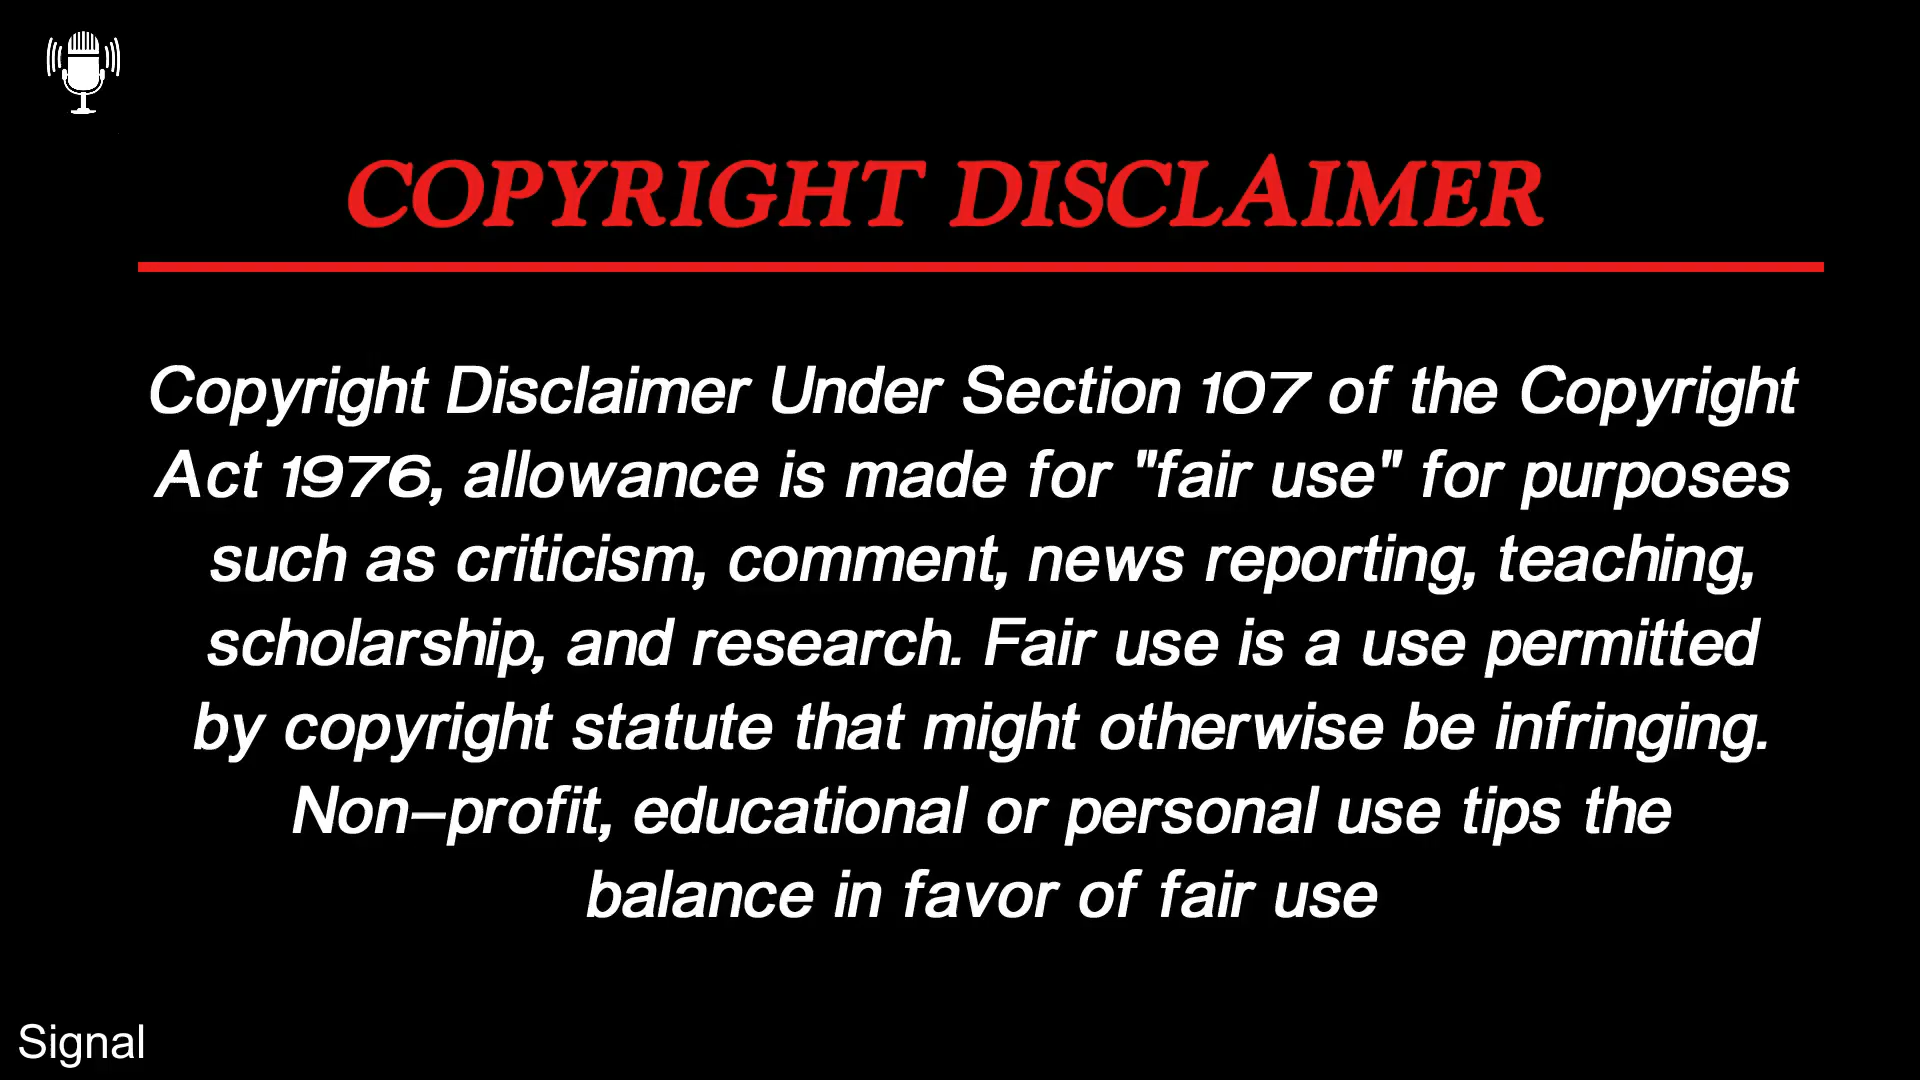 COPYRIGHT DISCLAIMER
Copyright Disclaimer Under Section 107 of the Copyright
Act 1976, allowance is made for "fair use" for purposes
such as criticism, comment, news reporting, teaching,
scholarship, and research. Fair use is a use permitted
by copyright statute that might otherwise be infringing.
Non-profit, educational or personal use tips the
balance in favor of fair use
Signal